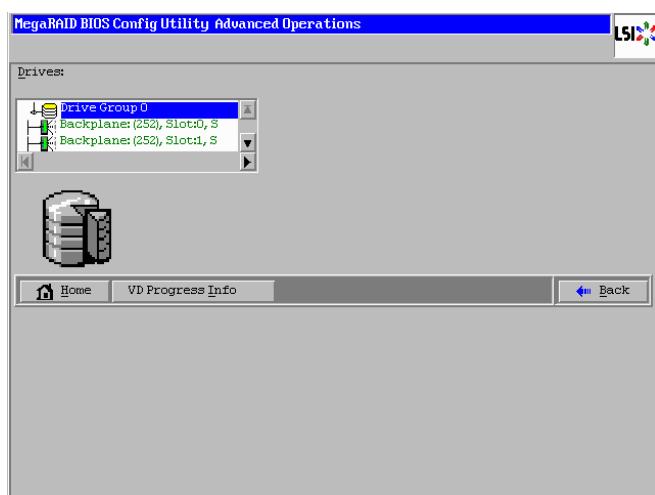 MegaRAID BIOS Config Utility Advanced Operations
LSI
Drives:
Drive Group 0
Backplane: (252), Slot:0, S
Backplane: (252), Slot:1, S
Home
VD Progress Info
Back